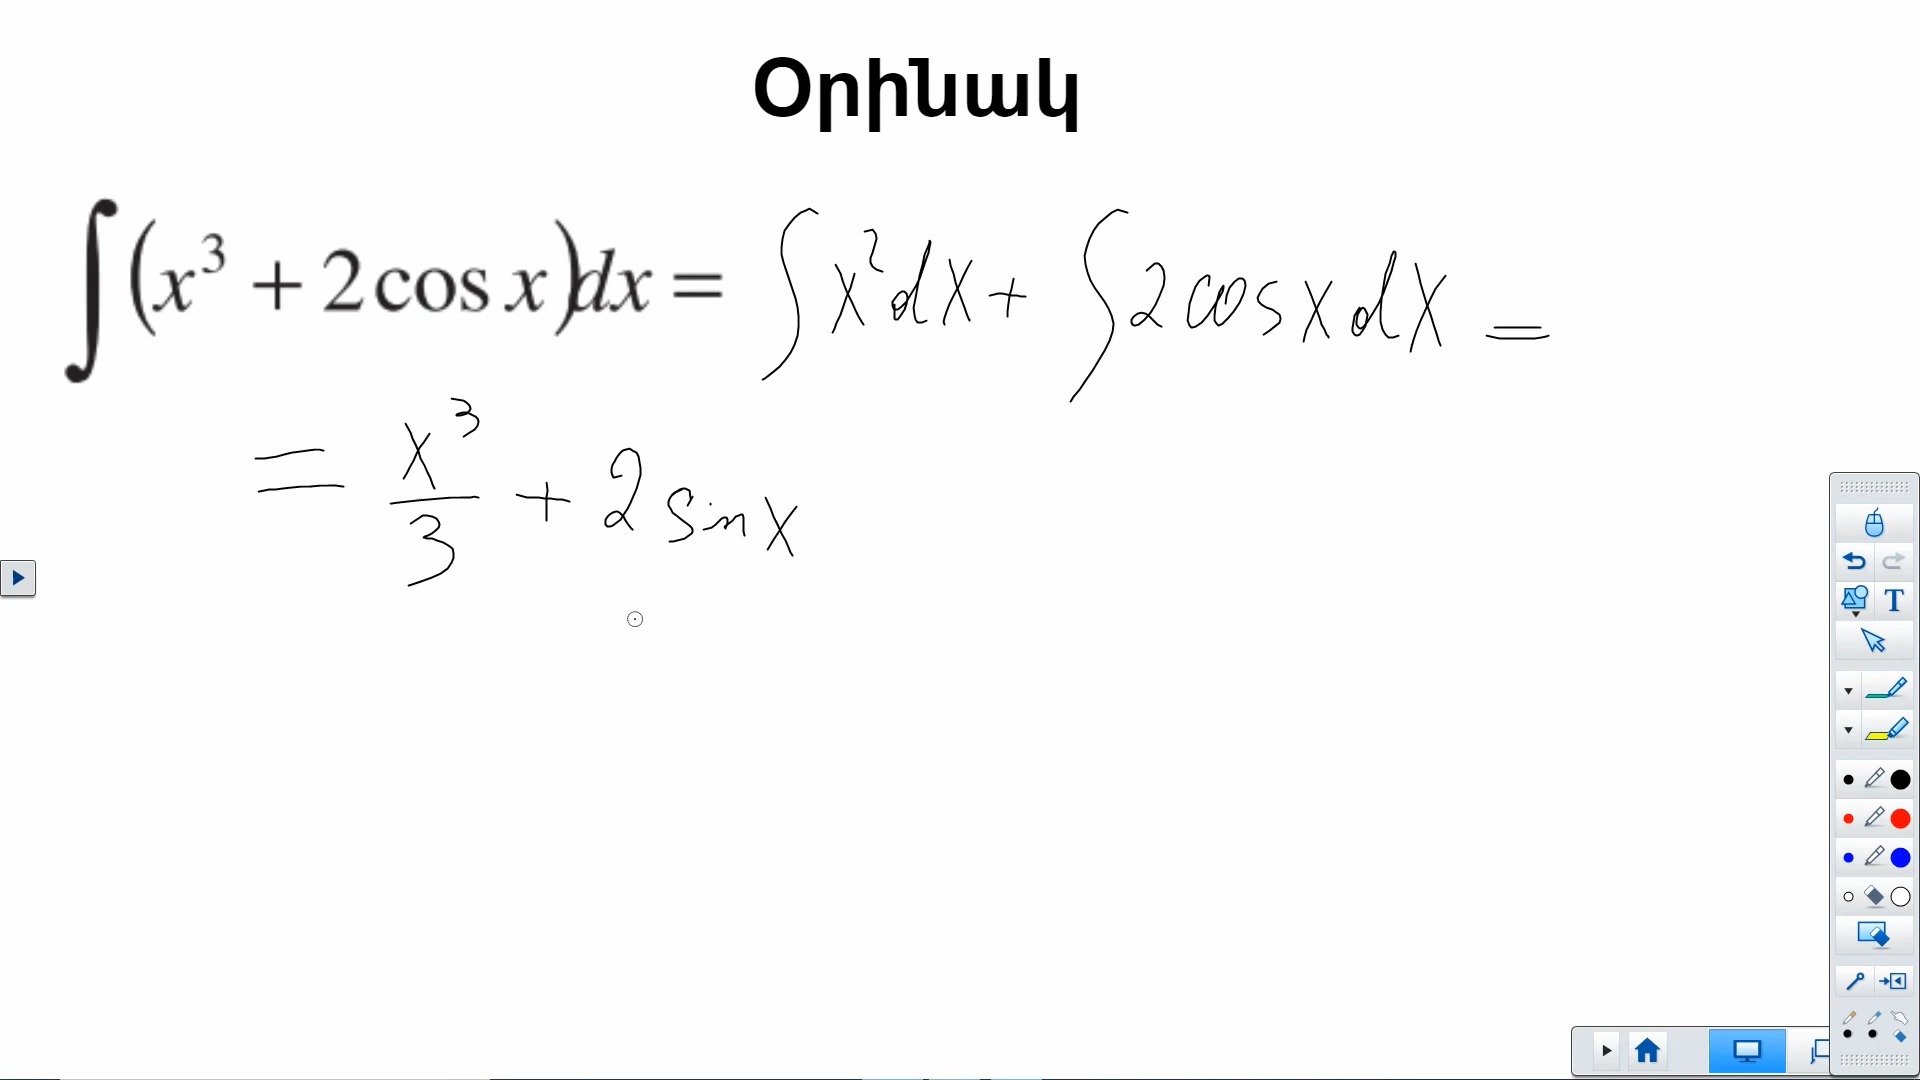 Օրինակ
∫(x³ + 2cos x)dx = ∫x²dx + ∫2cosxdx =
= x³/3 + 2sinx
T